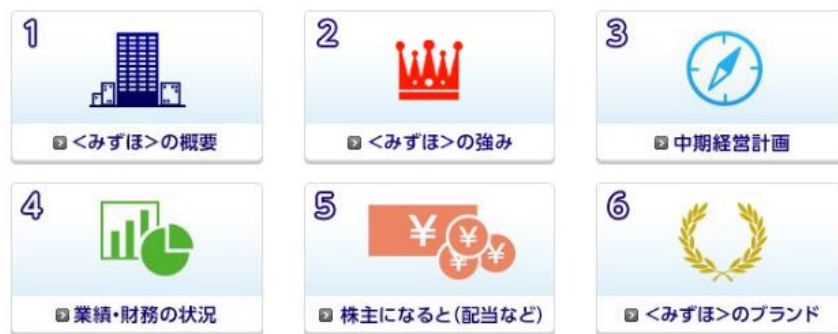 1
2
3
<みずほ>の概要
<みずほ>の強み
中期経営計画
4
5
¥
¥
¥
¥
6
業績・財務の状況
株主になると(配当など)
<みずほ>のブランド